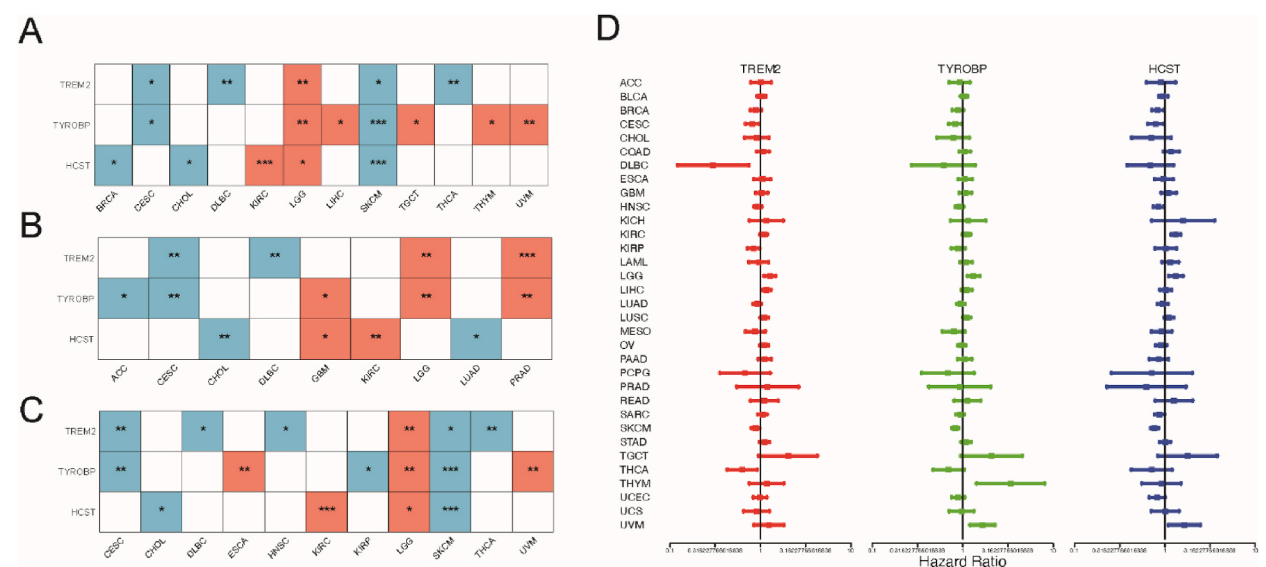 A
TREM2 * ** ** * **
TYROBP * ** * *** * * **
HCST * * *** * ***
BRCA CESC CHOL DLBC KIRC LGG LIHC SKCM TGCT THCA THYM UVM
B
TREM2 ** ** ** ***
TYROBP * ** * ** **
HCST ** * ** *
ACC CESC CHOL DLBC GBM KIRC LGG LUAD PRAD
C
TREM2 ** * * ** * **
TYROBP ** ** * ** *** **
HCST * *** * ***
CESC CHOL DLBC ESCA HNSC KIRC KIRP LGG SKCM THCA UVM
D
TREM2 TYROBP HCST
ACC
BLCA
BRCA
CESC
CHOL
COAD
DLBC
ESCA
GBM
HNSC
KICH
KIRC
KIRP
LAML
LGG
LIHC
LUAD
LUSC
MESO
OV
PAAD
PCPG
PRAD
READ
SARC
SKCM
STAD
TGCT
THCA
THYM
UCEC
UCS
UVM
0.1 1 10 0.1 1 10 0.1 1 10
Hazard Ratio